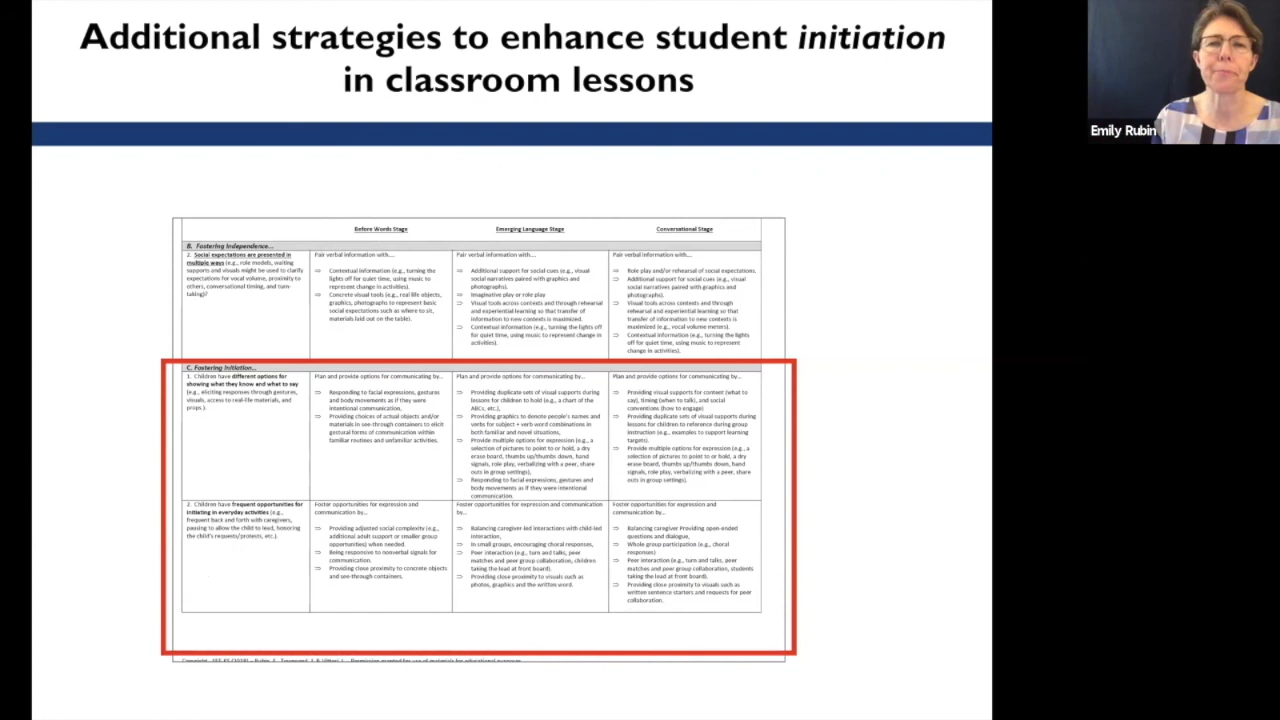 Additional strategies to enhance student initiation
in classroom lessons
Emily Rubin
Before Words Stage
Emerging Language Stage
Conversational Stage
B. Fostering Independence...
2. Social expectations are presented in
multiple ways (e.g., role models, waiting
supports and visuals might be used to clarify
expectations for vocal volume, proximity to
others, conversational timing, and turn-
taking)?
Pair verbal information with....
⇒ Contextual information (e.g., turning the
lights off for quiet time, using music to
represent change in activities).
⇒ Concrete visual tools (e.g., real life objects,
graphics, photographs to represent basic
social expectations such as where to sit,
materials laid out on the table).
Pair verbal information with....
⇒ Additional support for social cues (e.g., visual
social narratives paired with graphics and
photographs).
⇒ Imaginative play or role play
⊃ Visual tools across contexts and through rehearsal
and experiential learning so that transfer of
information to new contexts is maximized.
⊃ Contextual information (e.g., turning the lights off
for quiet time, using music to represent change in
activities).
Pair verbal information with....
⇒ Role play and/or rehearsal of social expectations.
⊃ Additional support for social cues (e.g., visual
social narratives paired with graphics and
photographs).
⊃ Visual tools across contexts and through
rehearsal and experiential learning so that
transfer of information to new contexts is
maximized (e.g., vocal volume meters).
⊃ Contextual information (e.g., turning the lights
off for quiet time, using music to represent
change in activities).
C. Fostering Initiation...
1. Children have different options for
showing what they know and what to say
(e.g., eliciting responses through gestures,
visuals, access to real-life materials, and
props ).
Plan and provide options for communicating by...
⊃ Responding to facial expressions, gestures
and body movements as if they were
intentional communication,
⊃ Providing choices of actual objects and/or
materials in see-through containers to elicit
gestural forms of communication within
familiar routines and unfamiliar activities.
Plan and provide options for communicating by...
⊃ Providing duplicate sets of visual supports during
lessons for children to hold (e.g., a chart of the
ABCs, etc.),
⊃ Providing graphics to denote people's names and
verbs for subject + verb word combinations in
both familiar and novel situations,
⊃ Provide multiple options for expression (e.g., a
selection of pictures to point to or hold, a dry
erase board, thumbs up/thumbs down, hand
signals, role play, verbalizing with a peer, share
outs in group settings),
⊃ Responding to facial expressions, gestures and
body movements as if they were intentional
communication.
Plan and provide options for communicating by...
⊃ Providing visual supports for content (what to
say), timing (when to talk), and social
conventions (how to engage)
⊃ Providing duplicate sets of visual supports during
lessons for children to reference during group
instruction (e.g., examples to support learning
targets).
⊃ Provide multiple options for expression (e.g., a
selection of pictures to point to or hold, a dry
erase board, thumbs up/thumbs down, hand
signals, role play, verbalizing with a peer, share
outs in group settings).
2. Children have frequent opportunities for
initiating in everyday activities (e.g.,
frequent back and forth with caregivers,
pausing to allow the child to lead, honoring
the child's requests/protests, etc.).
Foster opportunities for expression and
communication by...
⊃ Providing adjusted social complexity (e.g.,
additional adult support or smaller group
opportunities) when needed.
⊃ Being responsive to nonverbal signals for
communication.
⊃ Providing close proximity to concrete objects
and see-through containers.
Foster opportunities for expression and communication
by...
⊃ Balancing caregiver-led interactions with child-led
interaction,
⊃ In small groups, encouraging choral responses,
⊃ Peer interaction (e.g., turn and talks, peer
matches and peer group collaboration, children
taking the lead at front board).
⊃ Providing close proximity to visuals such as
photos, graphics and the written word.
Foster opportunities for expression and
communication by...
⊃ Balancing caregiver Providing open-ended
questions and dialogue,
⊃ Whole group participation (e.g., choral
responses)
⊃ Peer interaction (e.g., turn and talks, peer
matches and peer group collaboration, students
taking the lead at front board).
⊃ Providing close proximity to visuals such as
written sentence starters and requests for peer
collaboration.